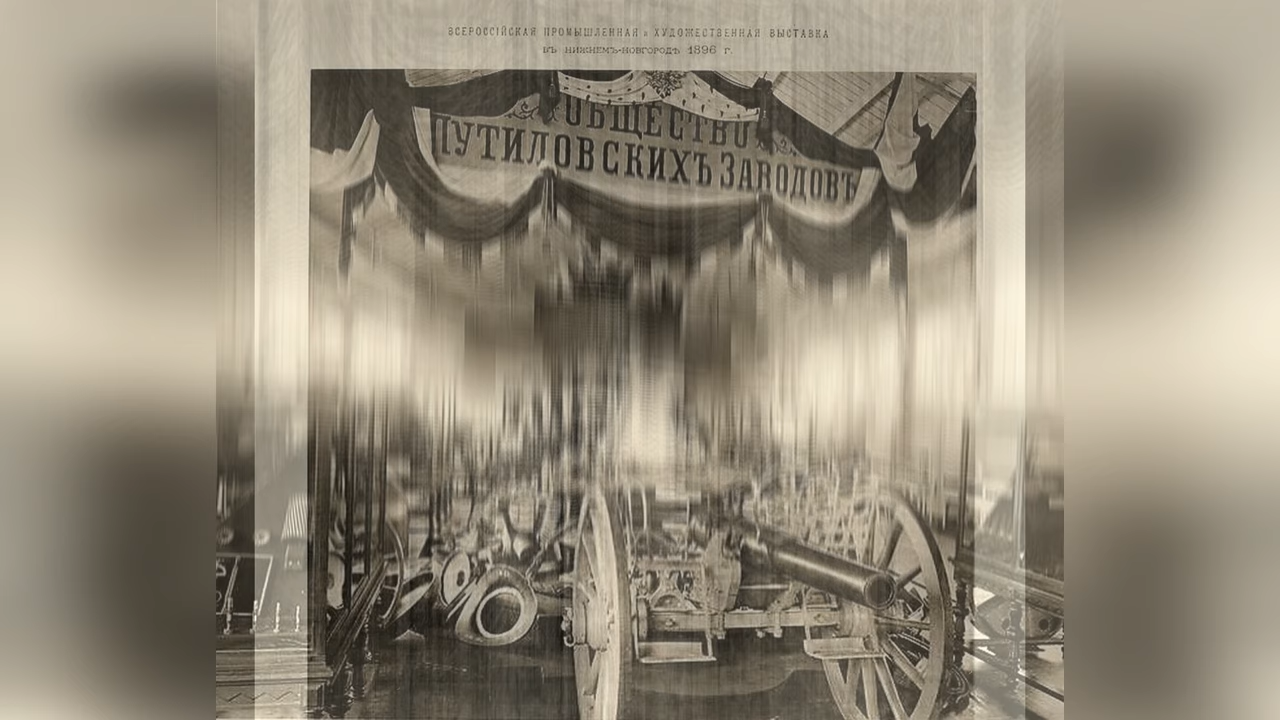 ВСЕРОССІЙСКАЯ ПРОМЫШЛЕННАЯ и ХУДОЖЕСТВЕННАЯ ВЫСТАВКА
ВЪ НИЖНЕМЪ-НОВГОРОДѢ 1896 г.
ОБЩЕСТВО
ПУТИЛОВСКИХЪ ЗАВОДОВЪ